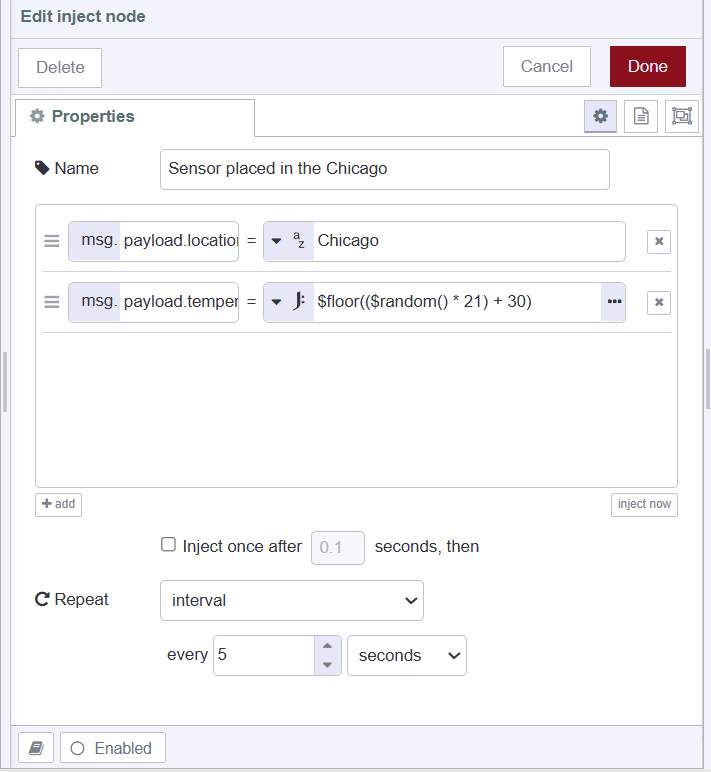 Edit inject node
Delete Cancel Done
Properties
Name Sensor placed in the Chicago
msg. payload.location = az Chicago
msg. payload.temper = J: $floor(($random() * 21) + 30) •••
+ add inject now
Inject once after 0.1 seconds, then
Repeat interval
every 5 seconds
Enabled